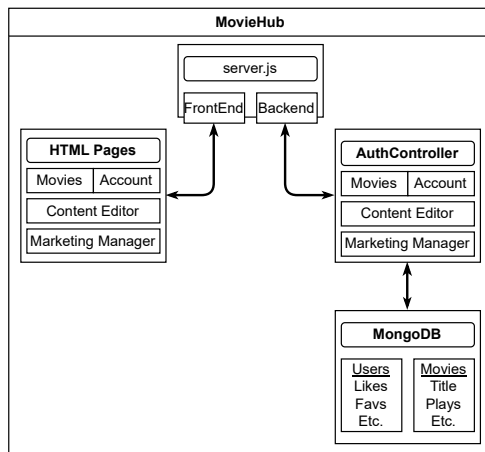 MovieHub
server.js
FrontEnd
Backend
HTML Pages
Movies
Account
Content Editor
Marketing Manager
AuthController
Movies
Account
Content Editor
Marketing Manager
MongoDB
Users
Likes
Favs
Etc.
Movies
Title
Plays
Etc.